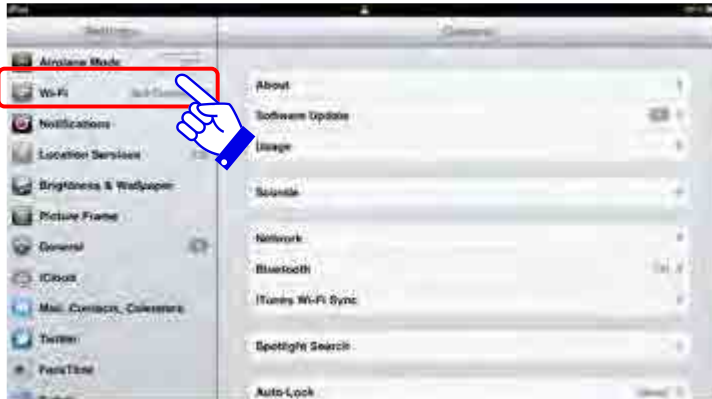 iPad
Settings
Airplane Mode
Wi-Fi
Notifications
Location Services
Brightness & Wallpaper
Picture Frame
General
iCloud
Mail, Contacts, Calendars
Twitter
FaceTime
General
About
Software Update
Usage
Sounds
Network
Bluetooth
iTunes Wi-Fi Sync
Spotlight Search
Auto-Lock